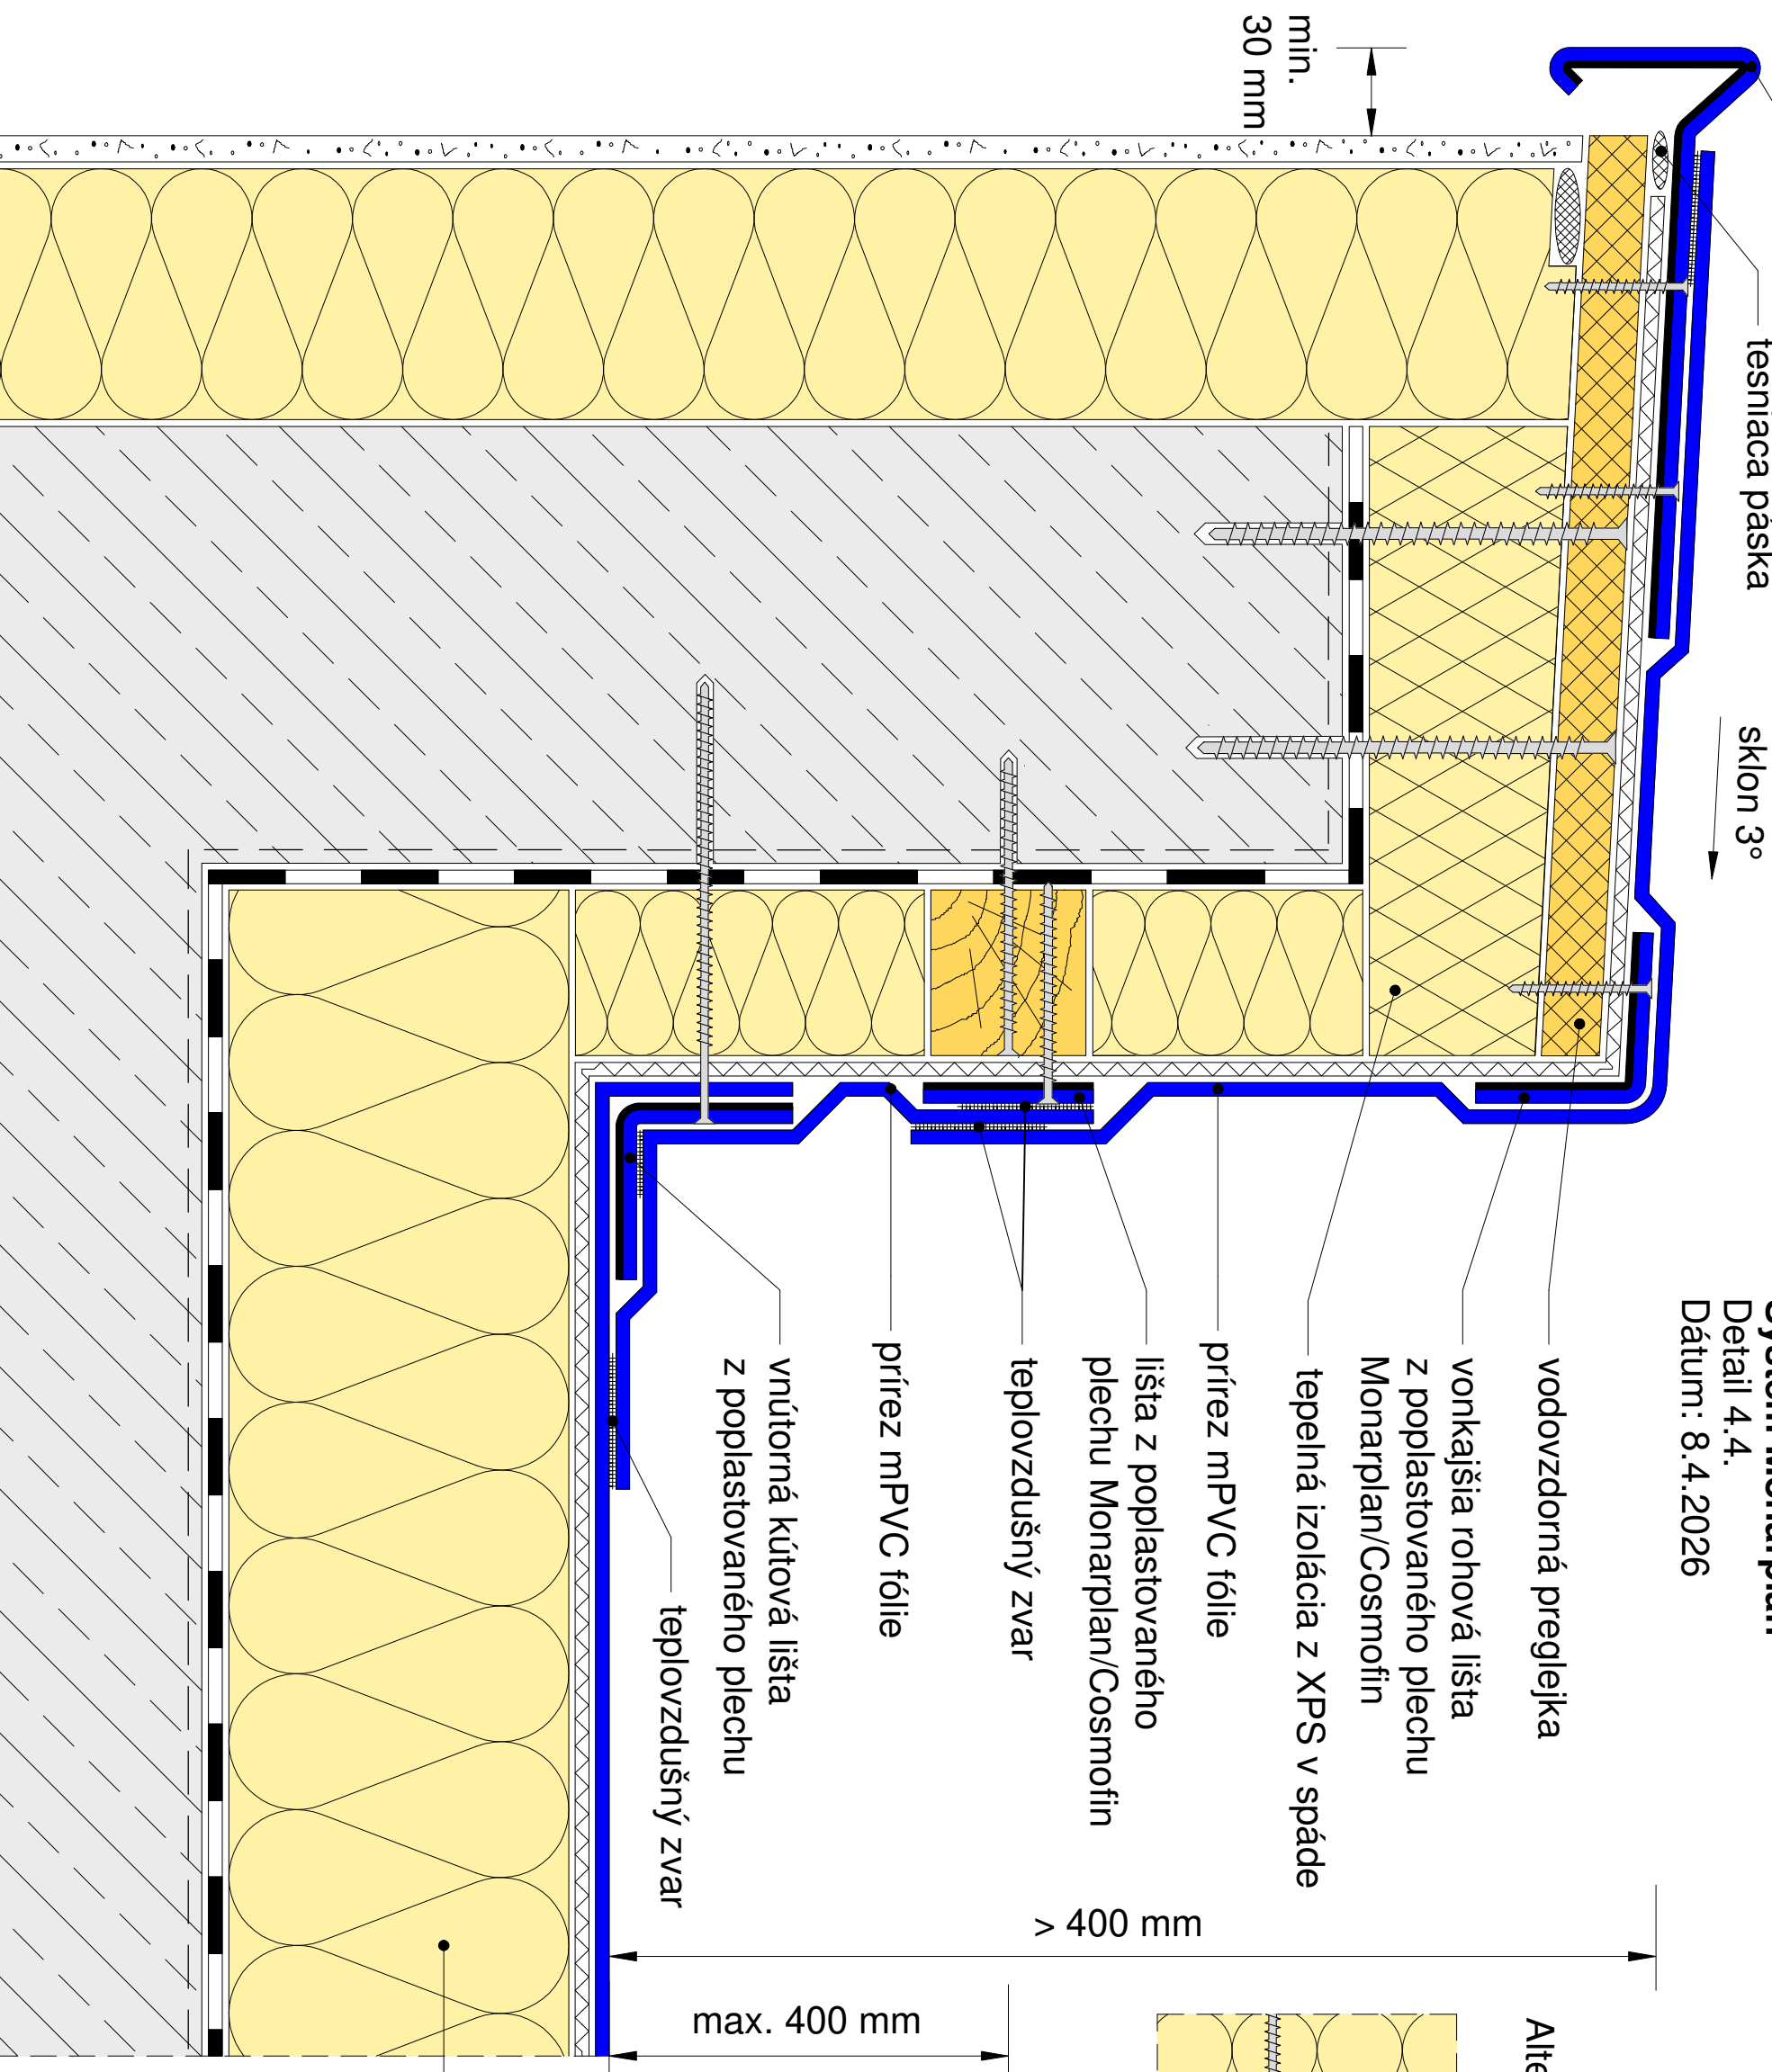 Detail 4.4.
Dátum: 8.4.2026
min.
30 mm
tesniaca páska
sklon 3°
vodovzdorná preglejka
vonkajšia rohová lišta
z poplastovaného plechu
Monarplan/Cosmofin
tepelná izolácia z XPS v spáde
prírez mPVC fólie
lišta z poplastovaného
plechu Monarplan/Cosmofin
teplovzdušný zvar
prírez mPVC fólie
vnútorná kútová lišta
z poplastovaného plechu
teplovzdušný zvar
> 400 mm
max. 400 mm